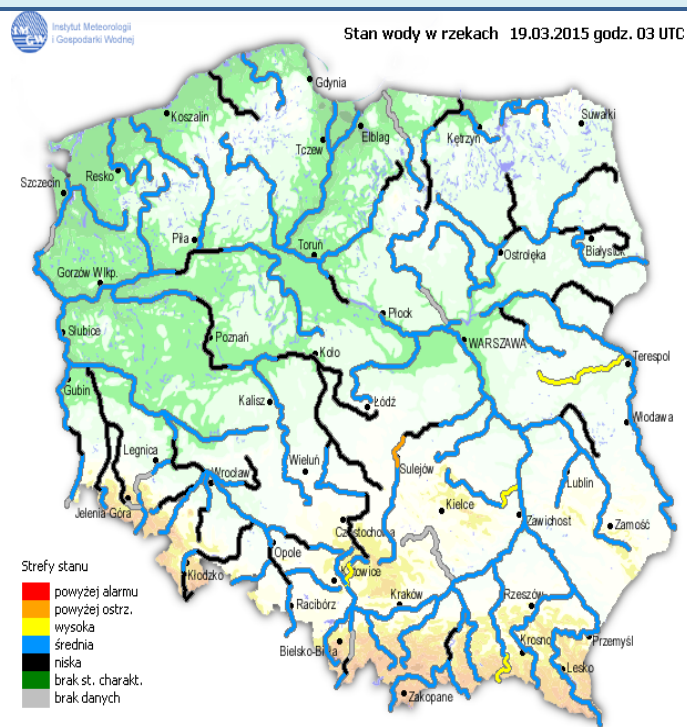 Instytut Meteorologii
i Gospodarki Wodnej
Stan wody w rzekach 19.03.2015 godz. 03 UTC
Gdynia
Koszalin
Suwałki
Elbląg
Kętrzyn
Tczew
Resko
Szczecin
Piła
Toruń
Ostrołęka
Białystok
Gorzów Wlkp.
Płock
Słubice
Poznań
Koło
WARSZAWA
Terespol
Gubin
Kalisz
Łódź
Włodawa
Legnica
Wieluń
Sulejów
Wrocław
Lublin
Jelenia Góra
Kielce
Zawichost
Zamość
Częstochowa
Opole
Strefy stanu
Kłodzko
Katowice
powyżej alarmu
Racibórz
Kraków
Rzeszów
powyżej ostrz.
wysoka
Przemyśl
średnia
Bielsko-Biała
Krosno
niska
Lesko
brak st. charakt.
Zakopane
brak danych